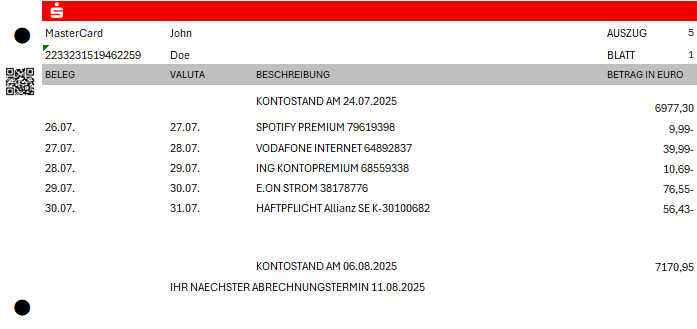 MasterCard John AUSZUG 5
2233231519462259 Doe BLATT 1
BELEG VALUTA BESCHREIBUNG BETRAG IN EURO
KONTOSTAND AM 24.07.2025 6977,30
26.07. 27.07. SPOTIFY PREMIUM 79619398 9,99-
27.07. 28.07. VODAFONE INTERNET 64892837 39,99-
28.07. 29.07. ING KONTOPREMIUM 68559338 10,69-
29.07. 30.07. E.ON STROM 38178776 76,55-
30.07. 31.07. HAFTPFLICHT Allianz SE K-30100682 56,43-
KONTOSTAND AM 06.08.2025 7170,95
IHR NAECHSTER ABRECHNUNGSTERMIN 11.08.2025